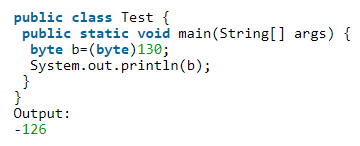 public class Test {
public static void main(String[] args) {
byte b=(byte)130;
System.out.println(b);
}
}
Output:
-126